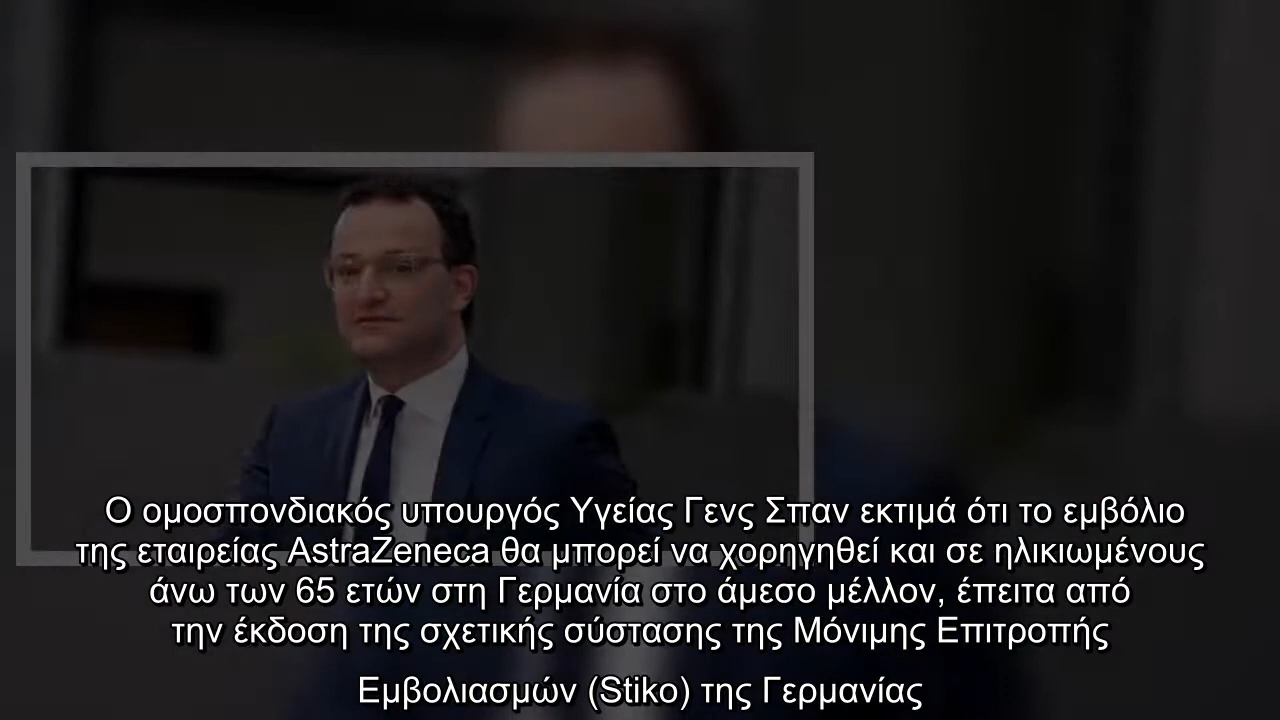 Ο ομοσπονδιακός υπουργός Υγείας Γενς Σπαν εκτιμά ότι το εμβόλιο
της εταιρείας AstraZeneca θα μπορεί να χορηγηθεί και σε ηλικιωμένους
άνω των 65 ετών στη Γερμανία στο άμεσο μέλλον, έπειτα από
την έκδοση της σχετικής σύστασης της Μόνιμης Επιτροπής
Εμβολιασμών (Stiko) της Γερμανίας